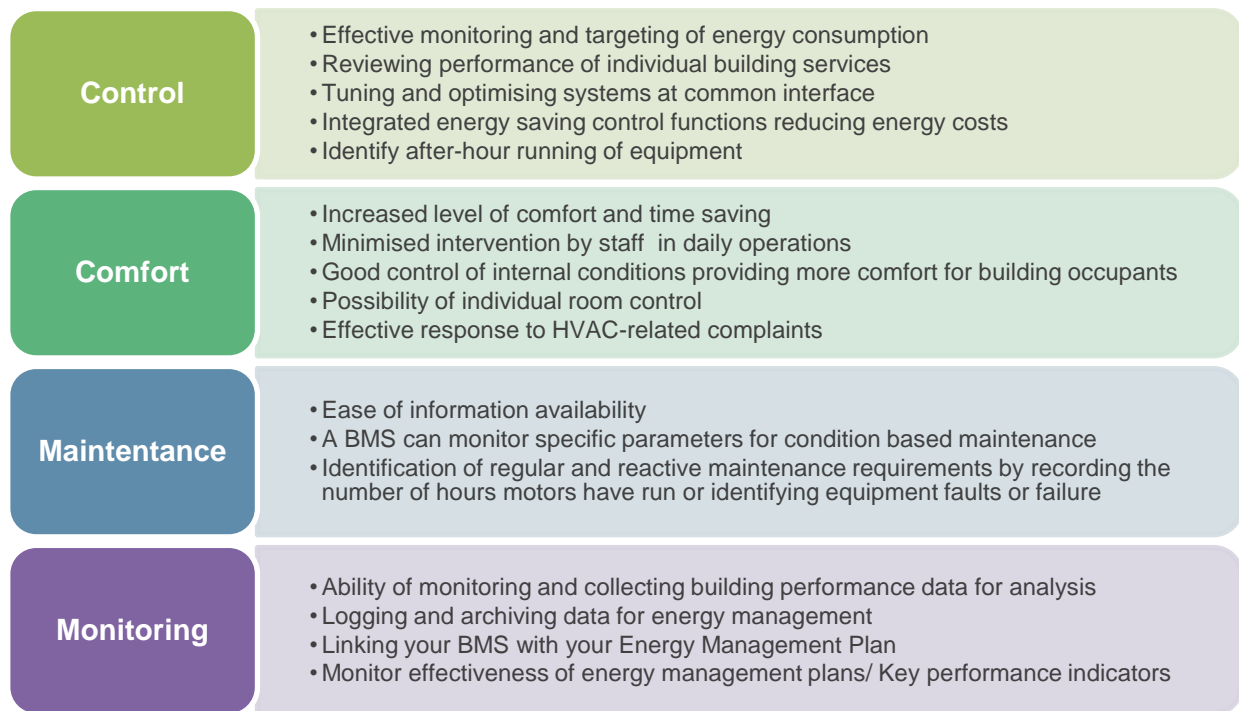 Control
• Effective monitoring and targeting of energy consumption
• Reviewing performance of individual building services
• Tuning and optimising systems at common interface
• Integrated energy saving control functions reducing energy costs
• Identify after-hour running of equipment
Comfort
• Increased level of comfort and time saving
• Minimised intervention by staff  in daily operations
• Good control of internal conditions providing more comfort for building occupants
• Possibility of individual room control
• Effective response to HVAC-related complaints
Maintentance
• Ease of information availability
• A BMS can monitor specific parameters for condition based maintenance
• Identification of regular and reactive maintenance requirements by recording the
number of hours motors have run or identifying equipment faults or failure
Monitoring
• Ability of monitoring and collecting building performance data for analysis
• Logging and archiving data for energy management
• Linking your BMS with your Energy Management Plan
• Monitor effectiveness of energy management plans/ Key performance indicators